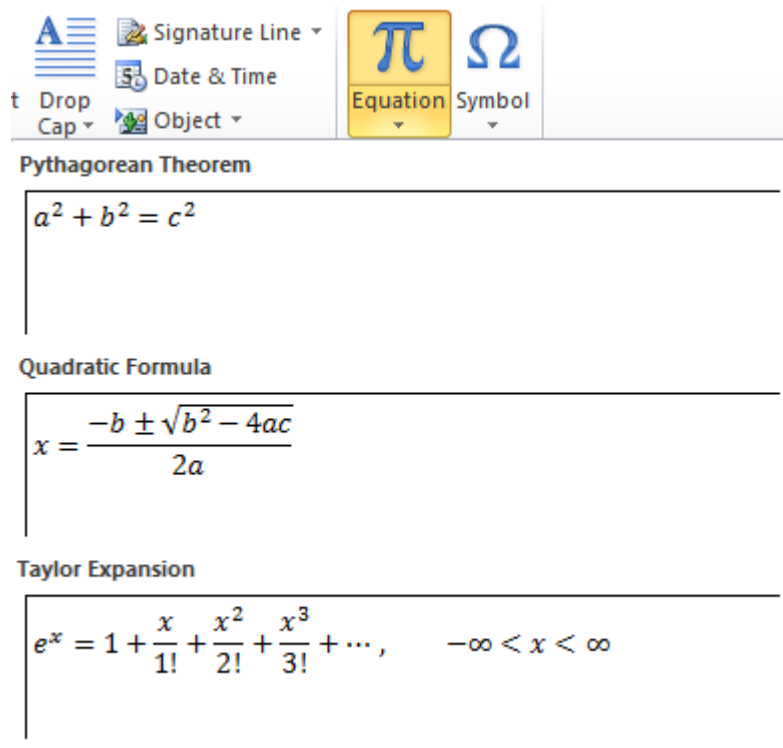 Signature Line
Date & Time
t Drop Cap Object
Equation Symbol
Pythagorean Theorem
a² + b² = c²
Quadratic Formula
x = (−b ± √(b² − 4ac)) / 2a
Taylor Expansion
eˣ = 1 + x/1! + x²/2! + x³/3! + ⋯ , −∞ < x < ∞